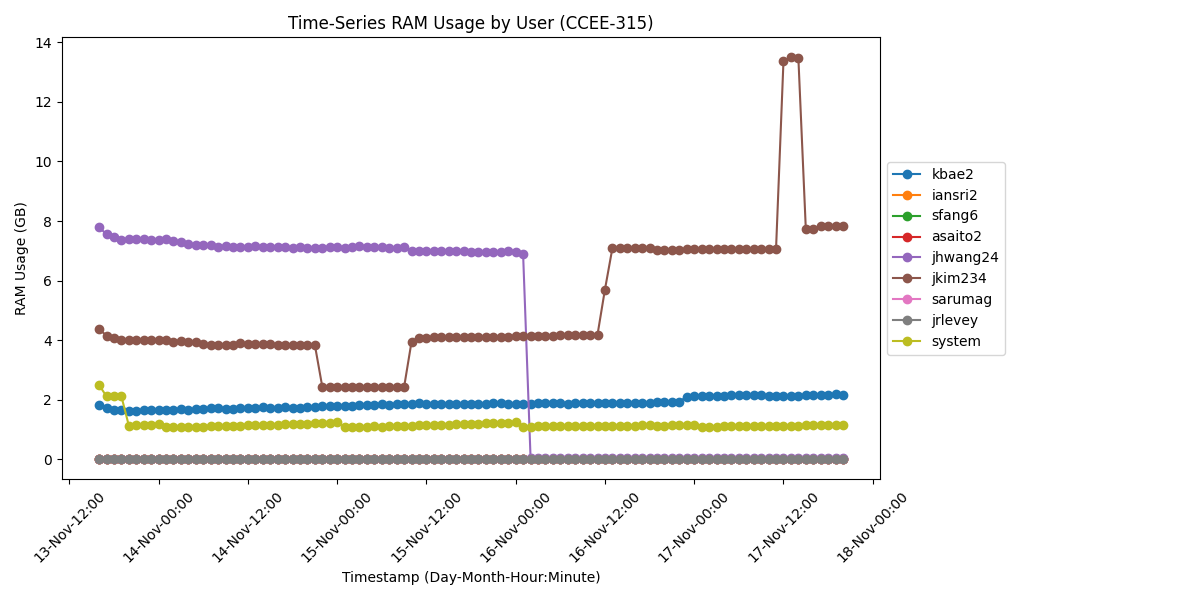 Time-Series RAM Usage by User (CCEE-315)
RAM Usage (GB)
14
12
10
8
6
4
2
0
13-Nov-12:00
14-Nov-00:00
14-Nov-12:00
15-Nov-00:00
15-Nov-12:00
16-Nov-00:00
16-Nov-12:00
17-Nov-00:00
17-Nov-12:00
18-Nov-00:00
Timestamp (Day-Month-Hour:Minute)
kbae2
iansri2
sfang6
asaito2
jhwang24
jkim234
sarumag
jrlevey
system